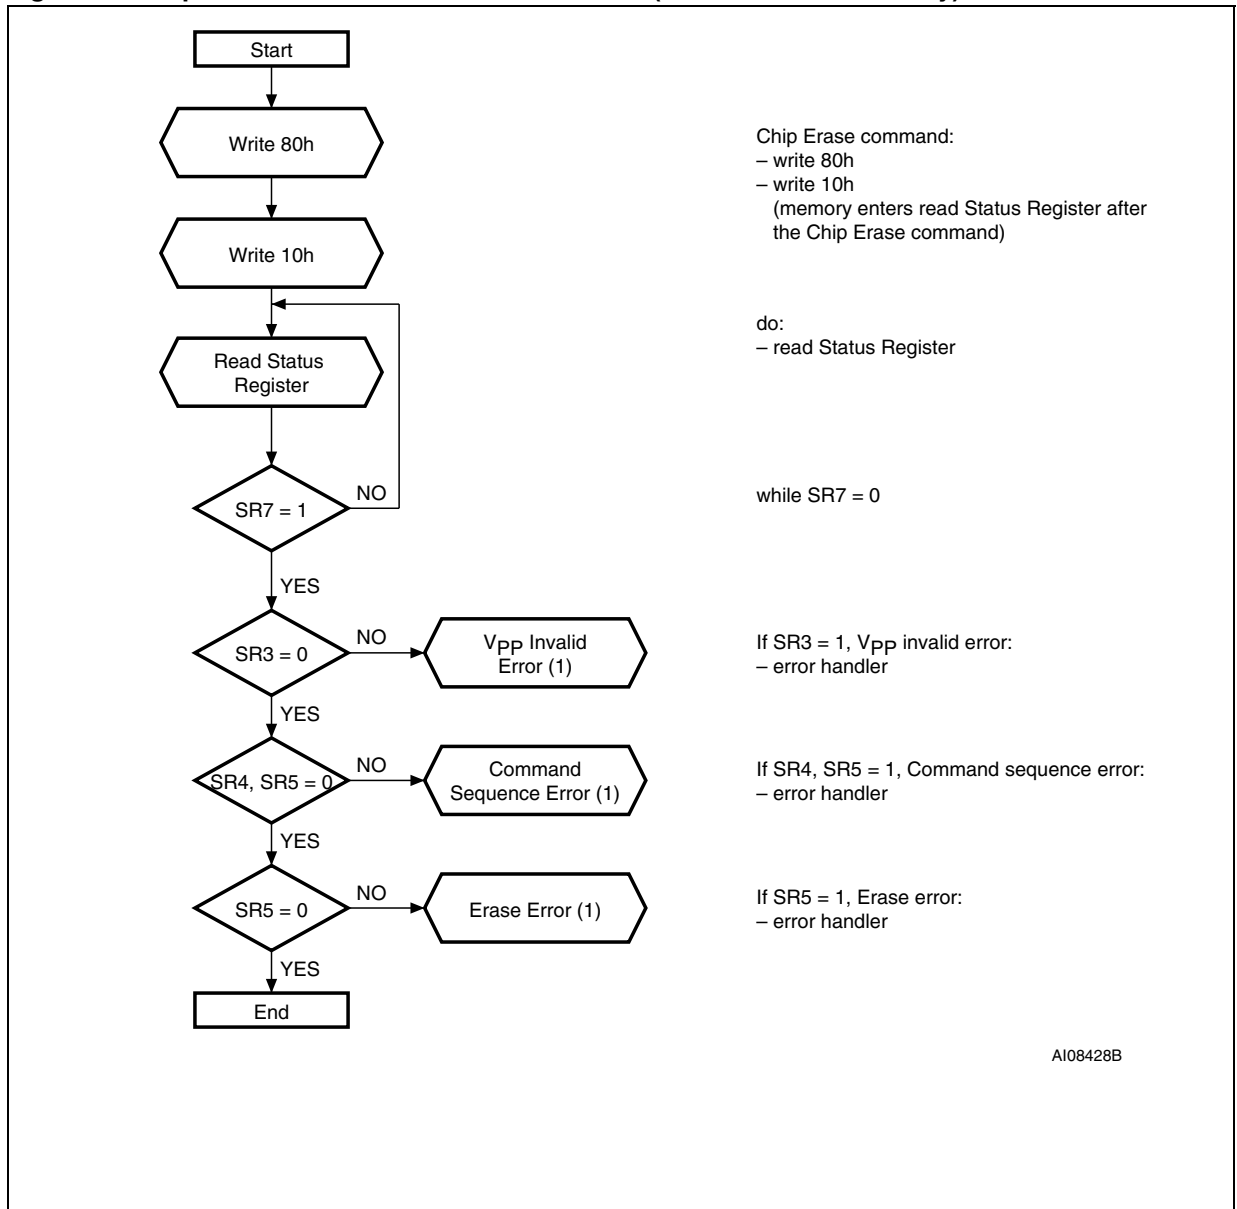 Start
Write 80h
Chip Erase command:
– write 80h
– write 10h
(memory enters read Status Register after
the Chip Erase command)
Write 10h
Read Status
Register
do:
– read Status Register
SR7 = 1
NO
while SR7 = 0
YES
SR3 = 0
NO
VPP Invalid
Error (1)
If SR3 = 1, VPP invalid error:
– error handler
YES
SR4, SR5 = 0
NO
Command
Sequence Error (1)
If SR4, SR5 = 1, Command sequence error:
– error handler
YES
SR5 = 0
NO
Erase Error (1)
If SR5 = 1, Erase error:
– error handler
YES
End
AI08428B